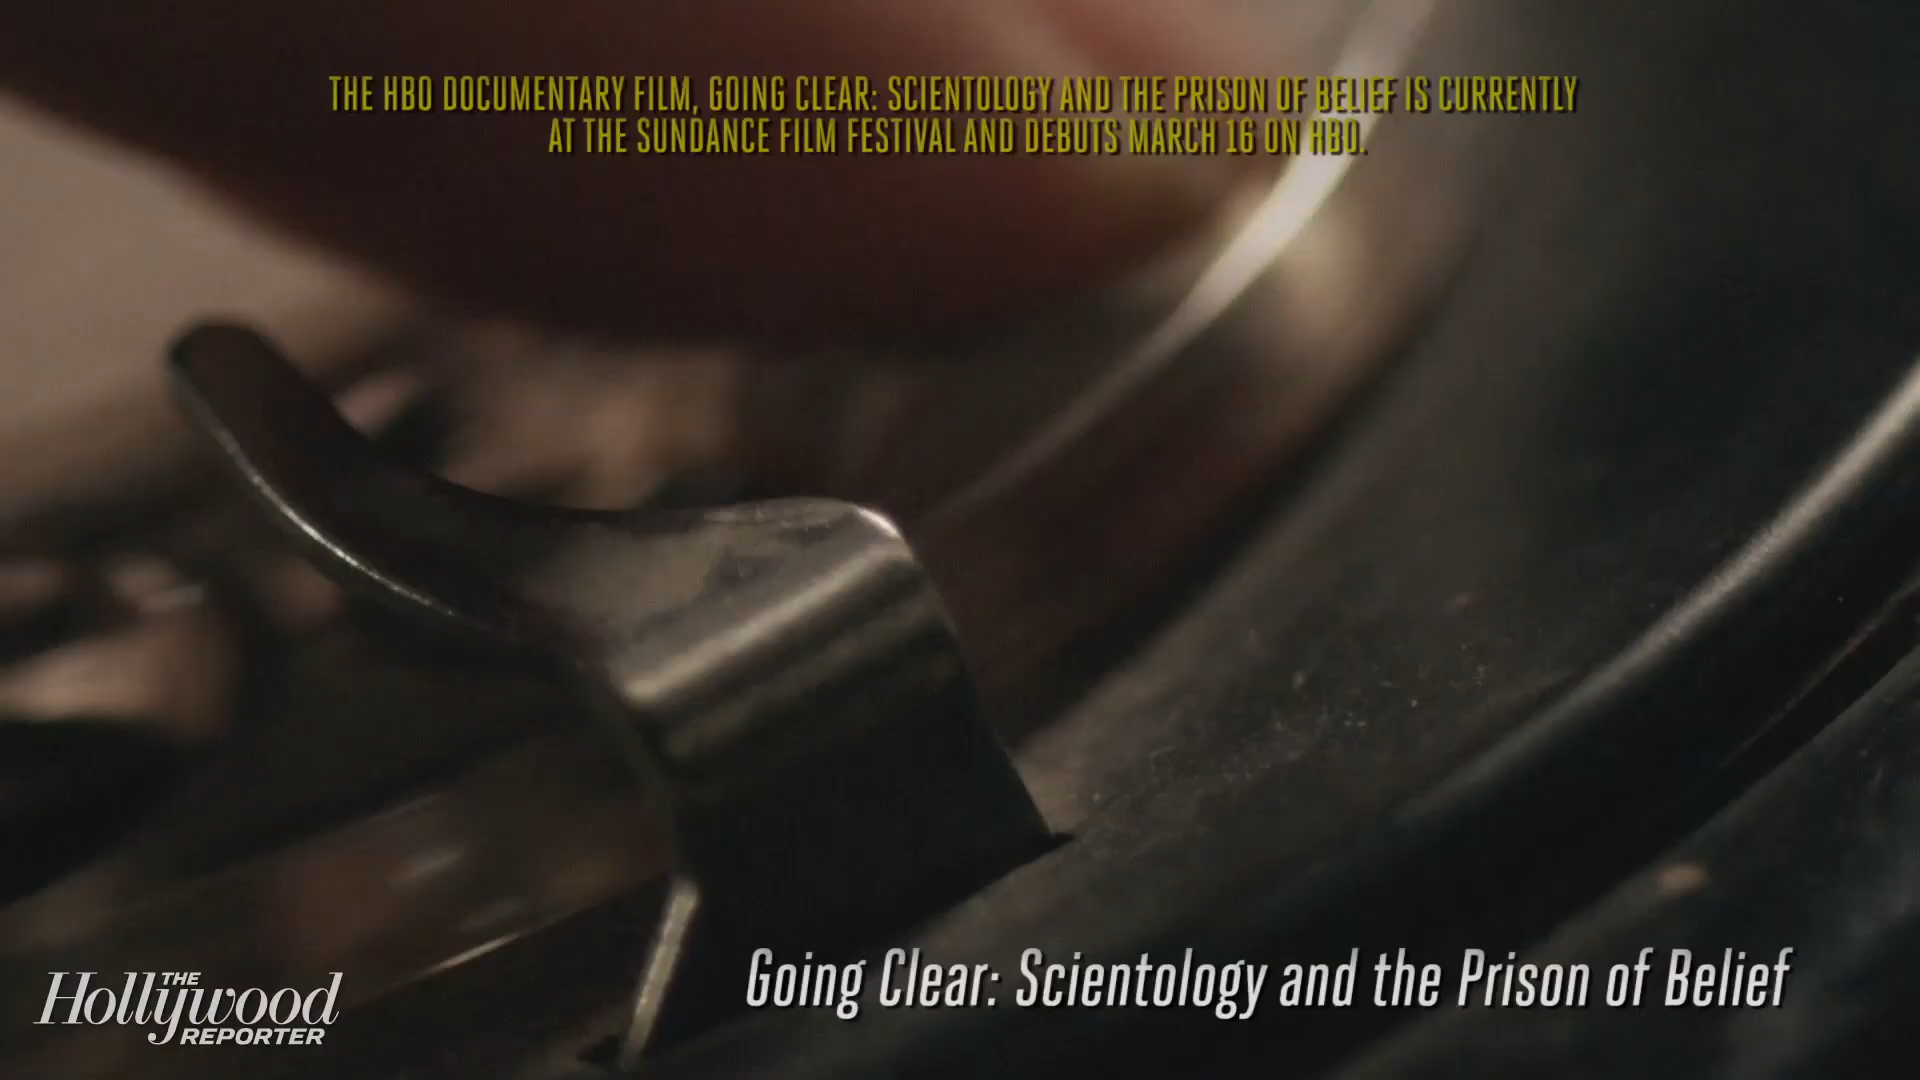 THE HBO DOCUMENTARY FILM, GOING CLEAR: SCIENTOLOGY AND THE PRISON OF BELIEF IS CURRENTLY
AT THE SUNDANCE FILM FESTIVAL AND DEBUTS MARCH 16 ON HBO.
Going Clear: Scientology and the Prison of Belief
THE
Hollywood
REPORTER